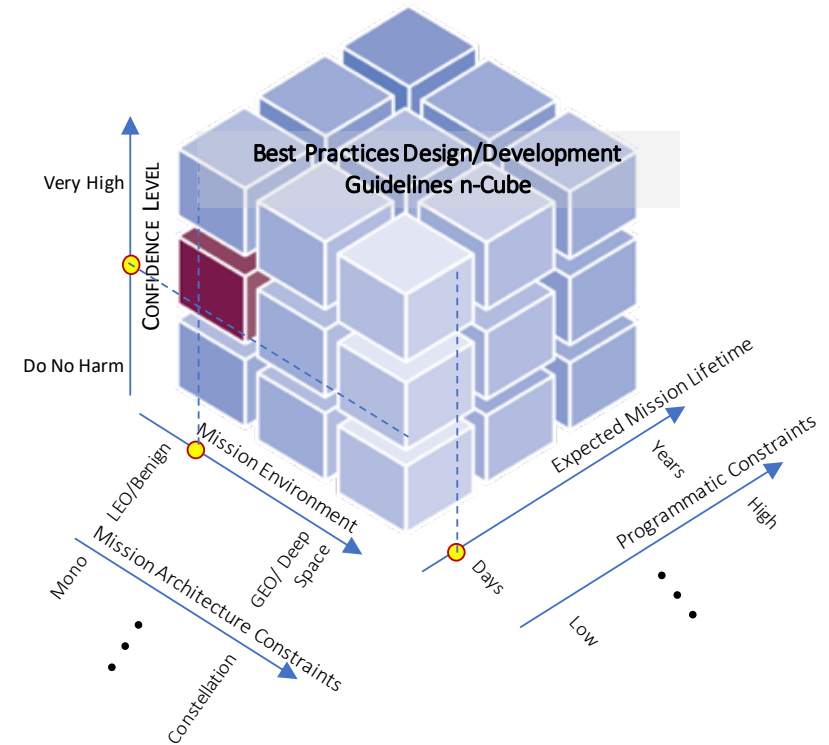 Best Practices Design/Development
Guidelines n-Cube
Very High
CONFIDENCE LEVEL
Do No Harm
Mission Environment
LEO/Benign
GEO/ Deep
Space
Mission Architecture Constraints
Mono
Constellation
Expected Mission Lifetime
Years
Days
Programmatic Constraints
High
Low